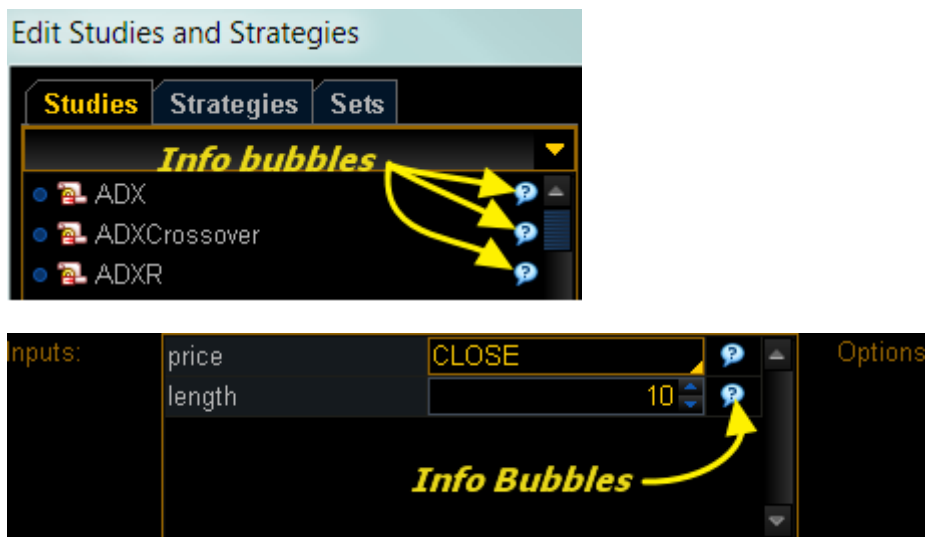 Edit Studies and Strategies
Studies Strategies Sets
Info bubbles
ADX
ADXCrossover
ADXR
Inputs: price CLOSE Options
length 10
Info Bubbles